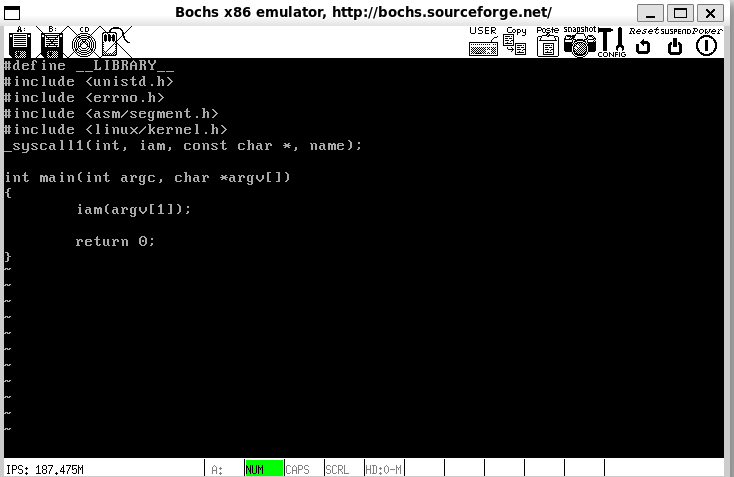 Bochs x86 emulator, http://bochs.sourceforge.net/
A: B: CD USER Copy Paste snapshot CONFIG Reset SUSPEND Power
#define __LIBRARY__
#include <unistd.h>
#include <errno.h>
#include <asm/segment.h>
#include <linux/kernel.h>
_syscall1(int, iam, const char *, name);
int main(int argc, char *argv[])
{
        iam(argv[1]);
        return 0;
}
~
~
~
~
~
~
~
~
~
~
~
IPS: 187.475M A: NUM CAPS SCRL HD:0-M